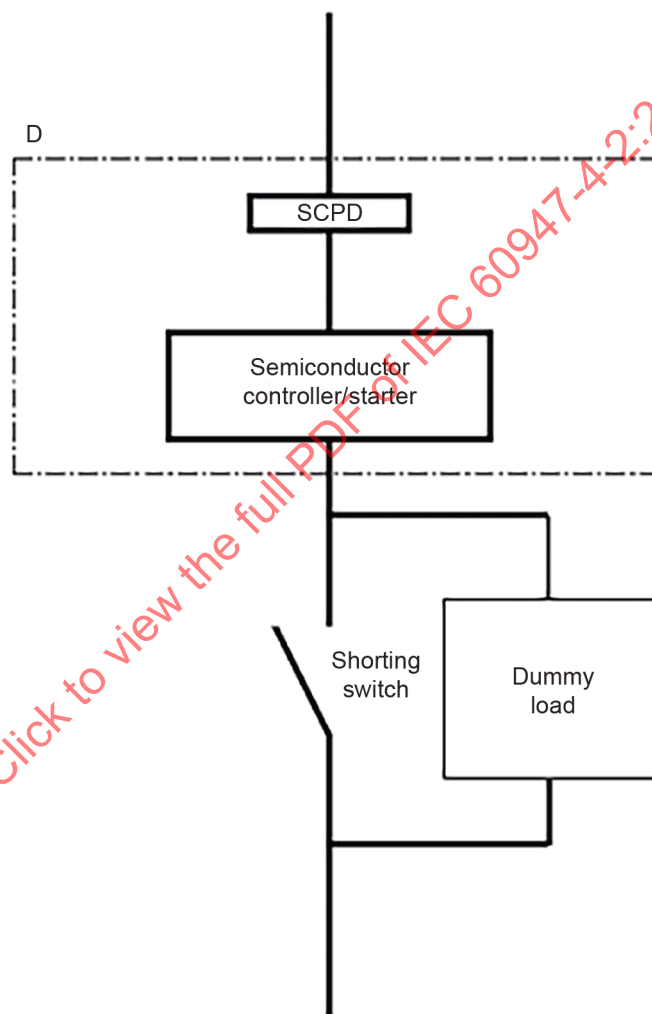 D
SCPD
Semiconductor
controller/starter
Shorting
switch
Dummy
load
Click to view the full PDF of IEC 60947-4-2:2